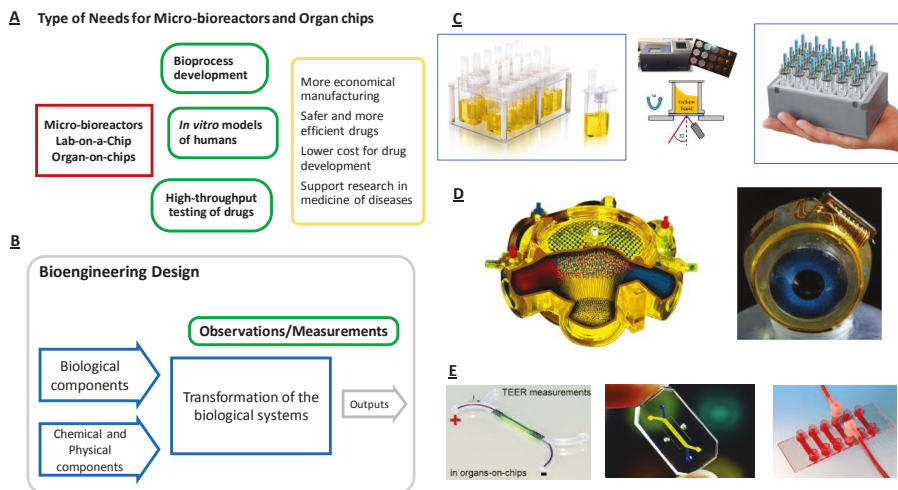 A
Type of Needs for Micro-bioreactors and Organ chips
Micro-bioreactors
Lab-on-a-Chip
Organ-on-chips
Bioprocess
development
In vitro models
of humans
High-throughput
testing of drugs
More economical
manufacturing
Safer and more
efficient drugs
Lower cost for drug
development
Support research in
medicine of diseases
B
Bioengineering Design
Observations/Measurements
Biological
components
Chemical and
Physical
components
Transformation of the
biological systems
Outputs
C
Culture
liquid
D
E
TEER measurements
+
-
in organs-on-chips